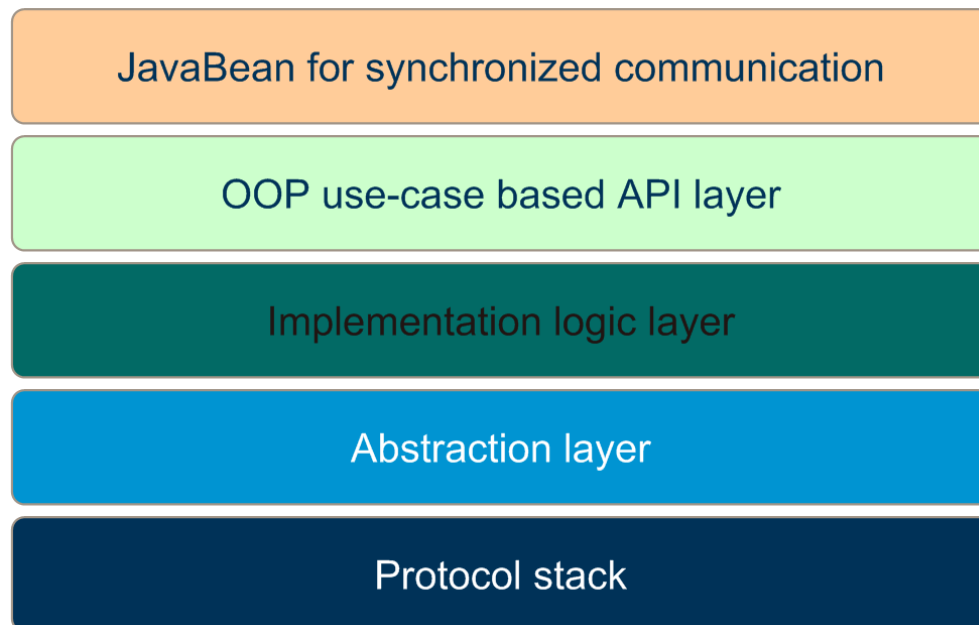 JavaBean for synchronized communication
OOP use-case based API layer
Implementation logic layer
Abstraction layer
Protocol stack